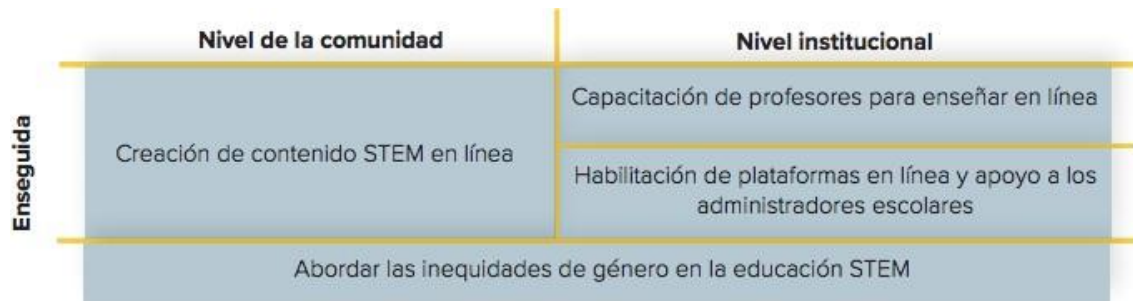 Nivel de la comunidad
Nivel institucional
Enseguida
Creación de contenido STEM en línea
Capacitación de profesores para enseñar en línea
Habilitación de plataformas en línea y apoyo a los
administradores escolares
Abordar las inequidades de género en la educación STEM